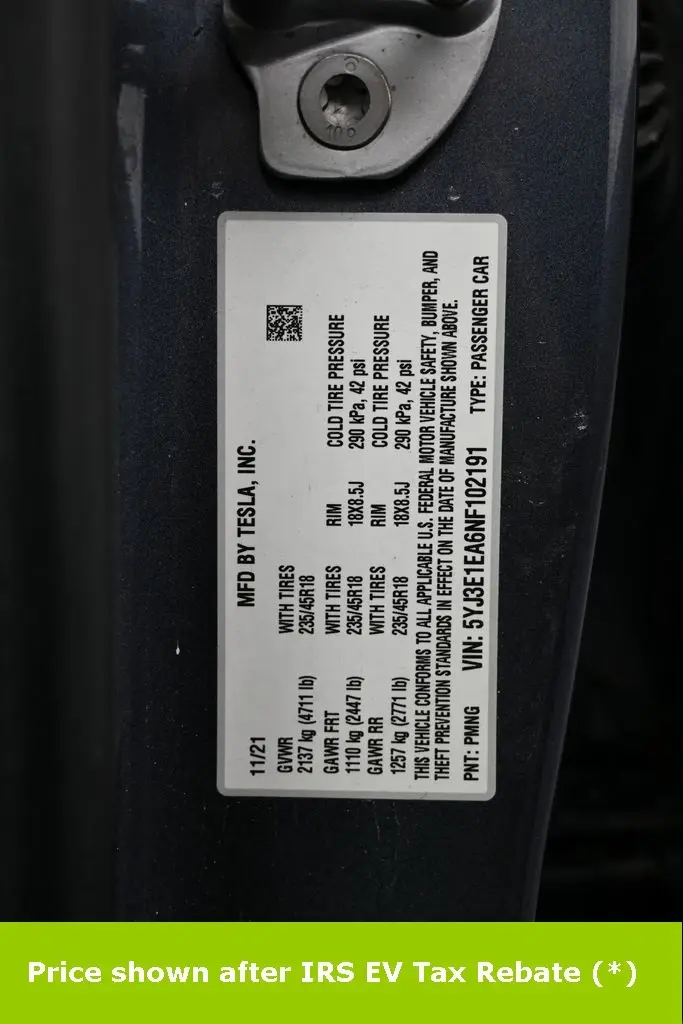 10.9
11/21 MFD BY TESLA, INC.
GVWR WITH TIRES
2137 kg (4711 lb) 235/45R18
GAWR FRT WITH TIRES RIM COLD TIRE PRESSURE
1110 kg (2447 lb) 235/45R18 18X8.5J 290 kPa, 42 psi
GAWR RR WITH TIRES RIM COLD TIRE PRESSURE
1257 kg (2771 lb) 235/45R18 18X8.5J 290 kPa, 42 psi
THIS VEHICLE CONFORMS TO ALL APPLICABLE U.S. FEDERAL MOTOR VEHICLE SAFETY, BUMPER, AND
THEFT PREVENTION STANDARDS IN EFFECT ON THE DATE OF MANUFACTURE SHOWN ABOVE.
PNT: PMNG VIN: 5YJ3E1EA6NF102191 TYPE: PASSENGER CAR
Price shown after IRS EV Tax Rebate (*)